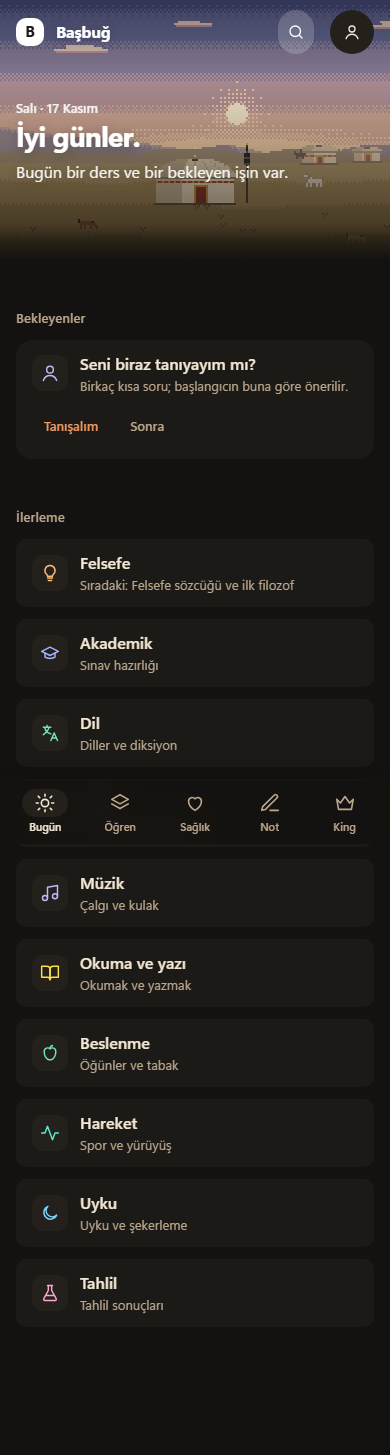 B Başbuğ
Salı · 17 Kasım
İyi günler.
Bugün bir ders ve bir bekleyen işin var.
Bekleyenler
Seni biraz tanıyayım mı?
Birkaç kısa soru; başlangıcın buna göre önerilir.
Tanışalım Sonra
İlerleme
Felsefe
Sıradaki: Felsefe sözcüğü ve ilk filozof
Akademik
Sınav hazırlığı
Dil
Diller ve diksiyon
Bugün Öğren Sağlık Not King
Müzik
Çalgı ve kulak
Okuma ve yazı
Okumak ve yazmak
Beslenme
Öğünler ve tabak
Hareket
Spor ve yürüyüş
Uyku
Uyku ve şekerleme
Tahlil
Tahlil sonuçları